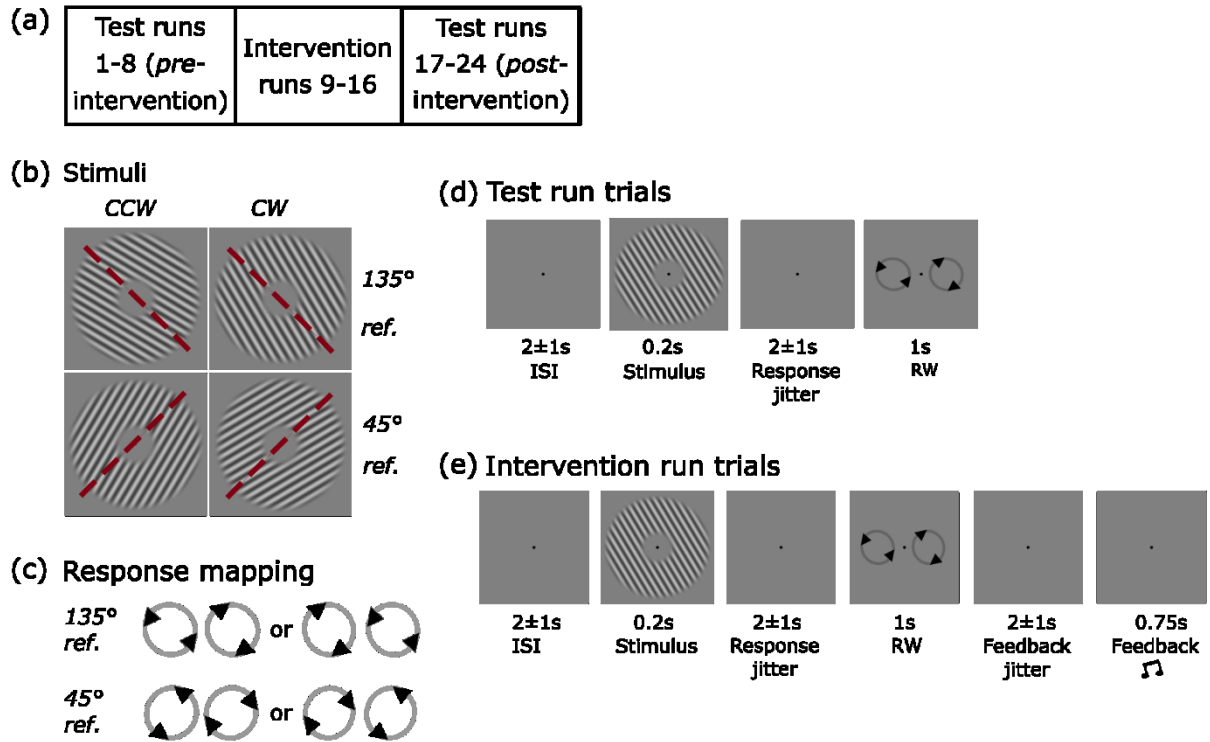 (a)
Test runs
1-8 (pre-
intervention)
Intervention
runs 9-16
Test runs
17-24 (post-
intervention)
(b) Stimuli
CCW CW
135°
ref.
45°
ref.
(c) Response mapping
135°
ref.
or
45°
ref.
or
(d) Test run trials
2±1s
ISI
0.2s
Stimulus
2±1s
Response
jitter
1s
RW
(e) Intervention run trials
2±1s
ISI
0.2s
Stimulus
2±1s
Response
jitter
1s
RW
2±1s
Feedback
jitter
0.75s
Feedback